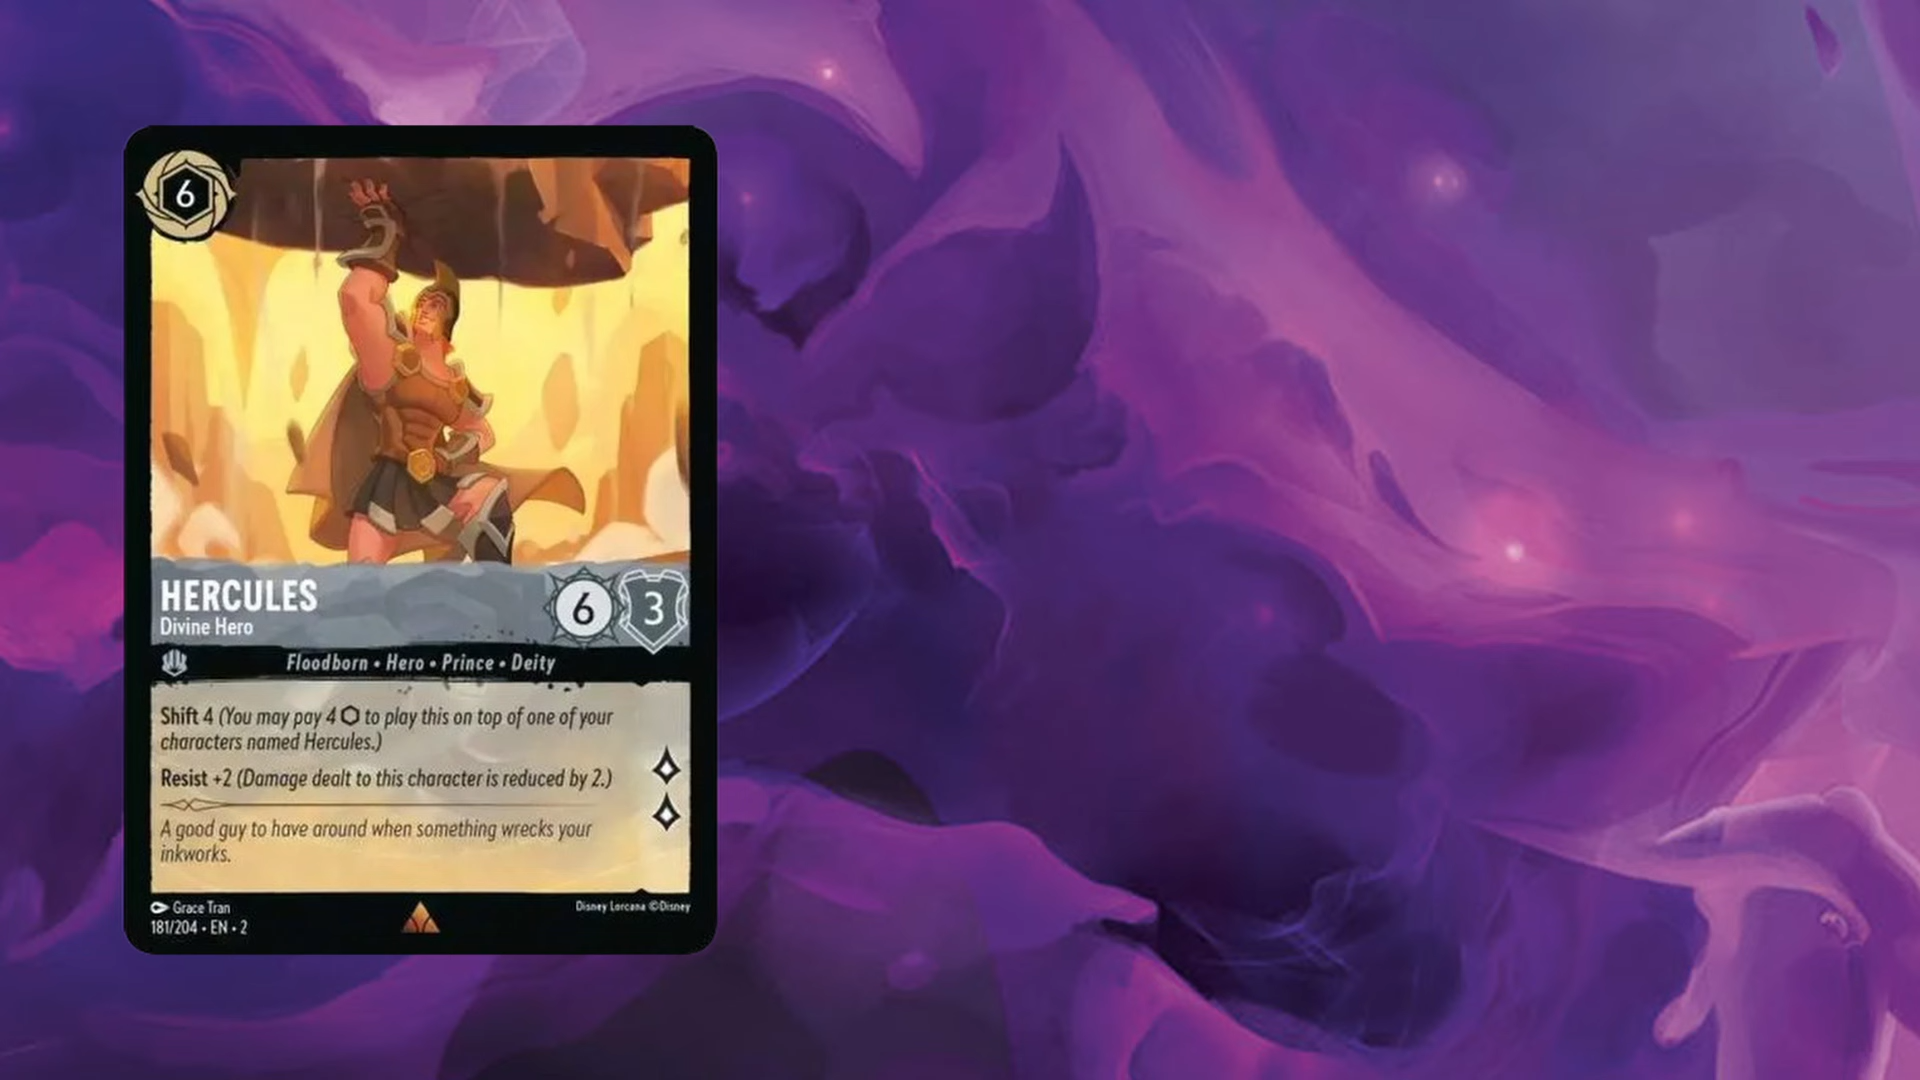 6
HERCULES
Divine Hero
6
3
Floodborn • Hero • Prince • Deity
Shift 4 (You may pay 4 ⬡ to play this on top of one of your
characters named Hercules.)
Resist +2 (Damage dealt to this character is reduced by 2.)
A good guy to have around when something wrecks your
inkworks.
Grace Tran
Disney Lorcana ©Disney
181/204 • EN • 2